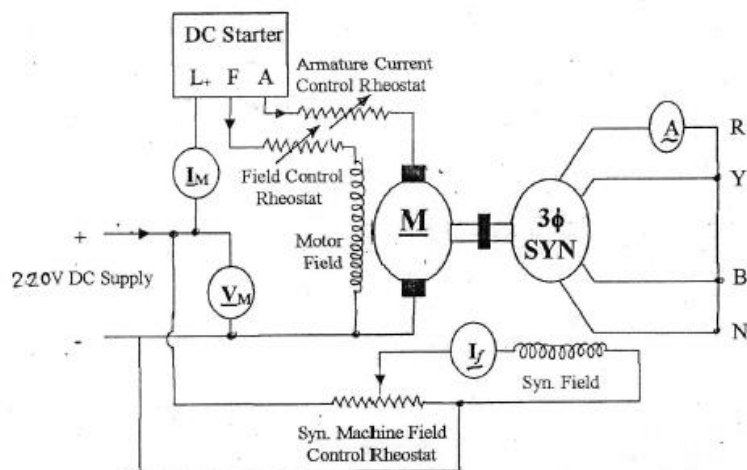 DC Starter
L+ F A
Armature Current
Control Rheostat
I_M
Field Control
Rheostat
Motor
Field
M
3ϕ
SYN
A
R
Y
B
N
+
220V DC Supply
-
V_M
I_f
Syn. Field
Syn. Machine Field
Control Rheostat